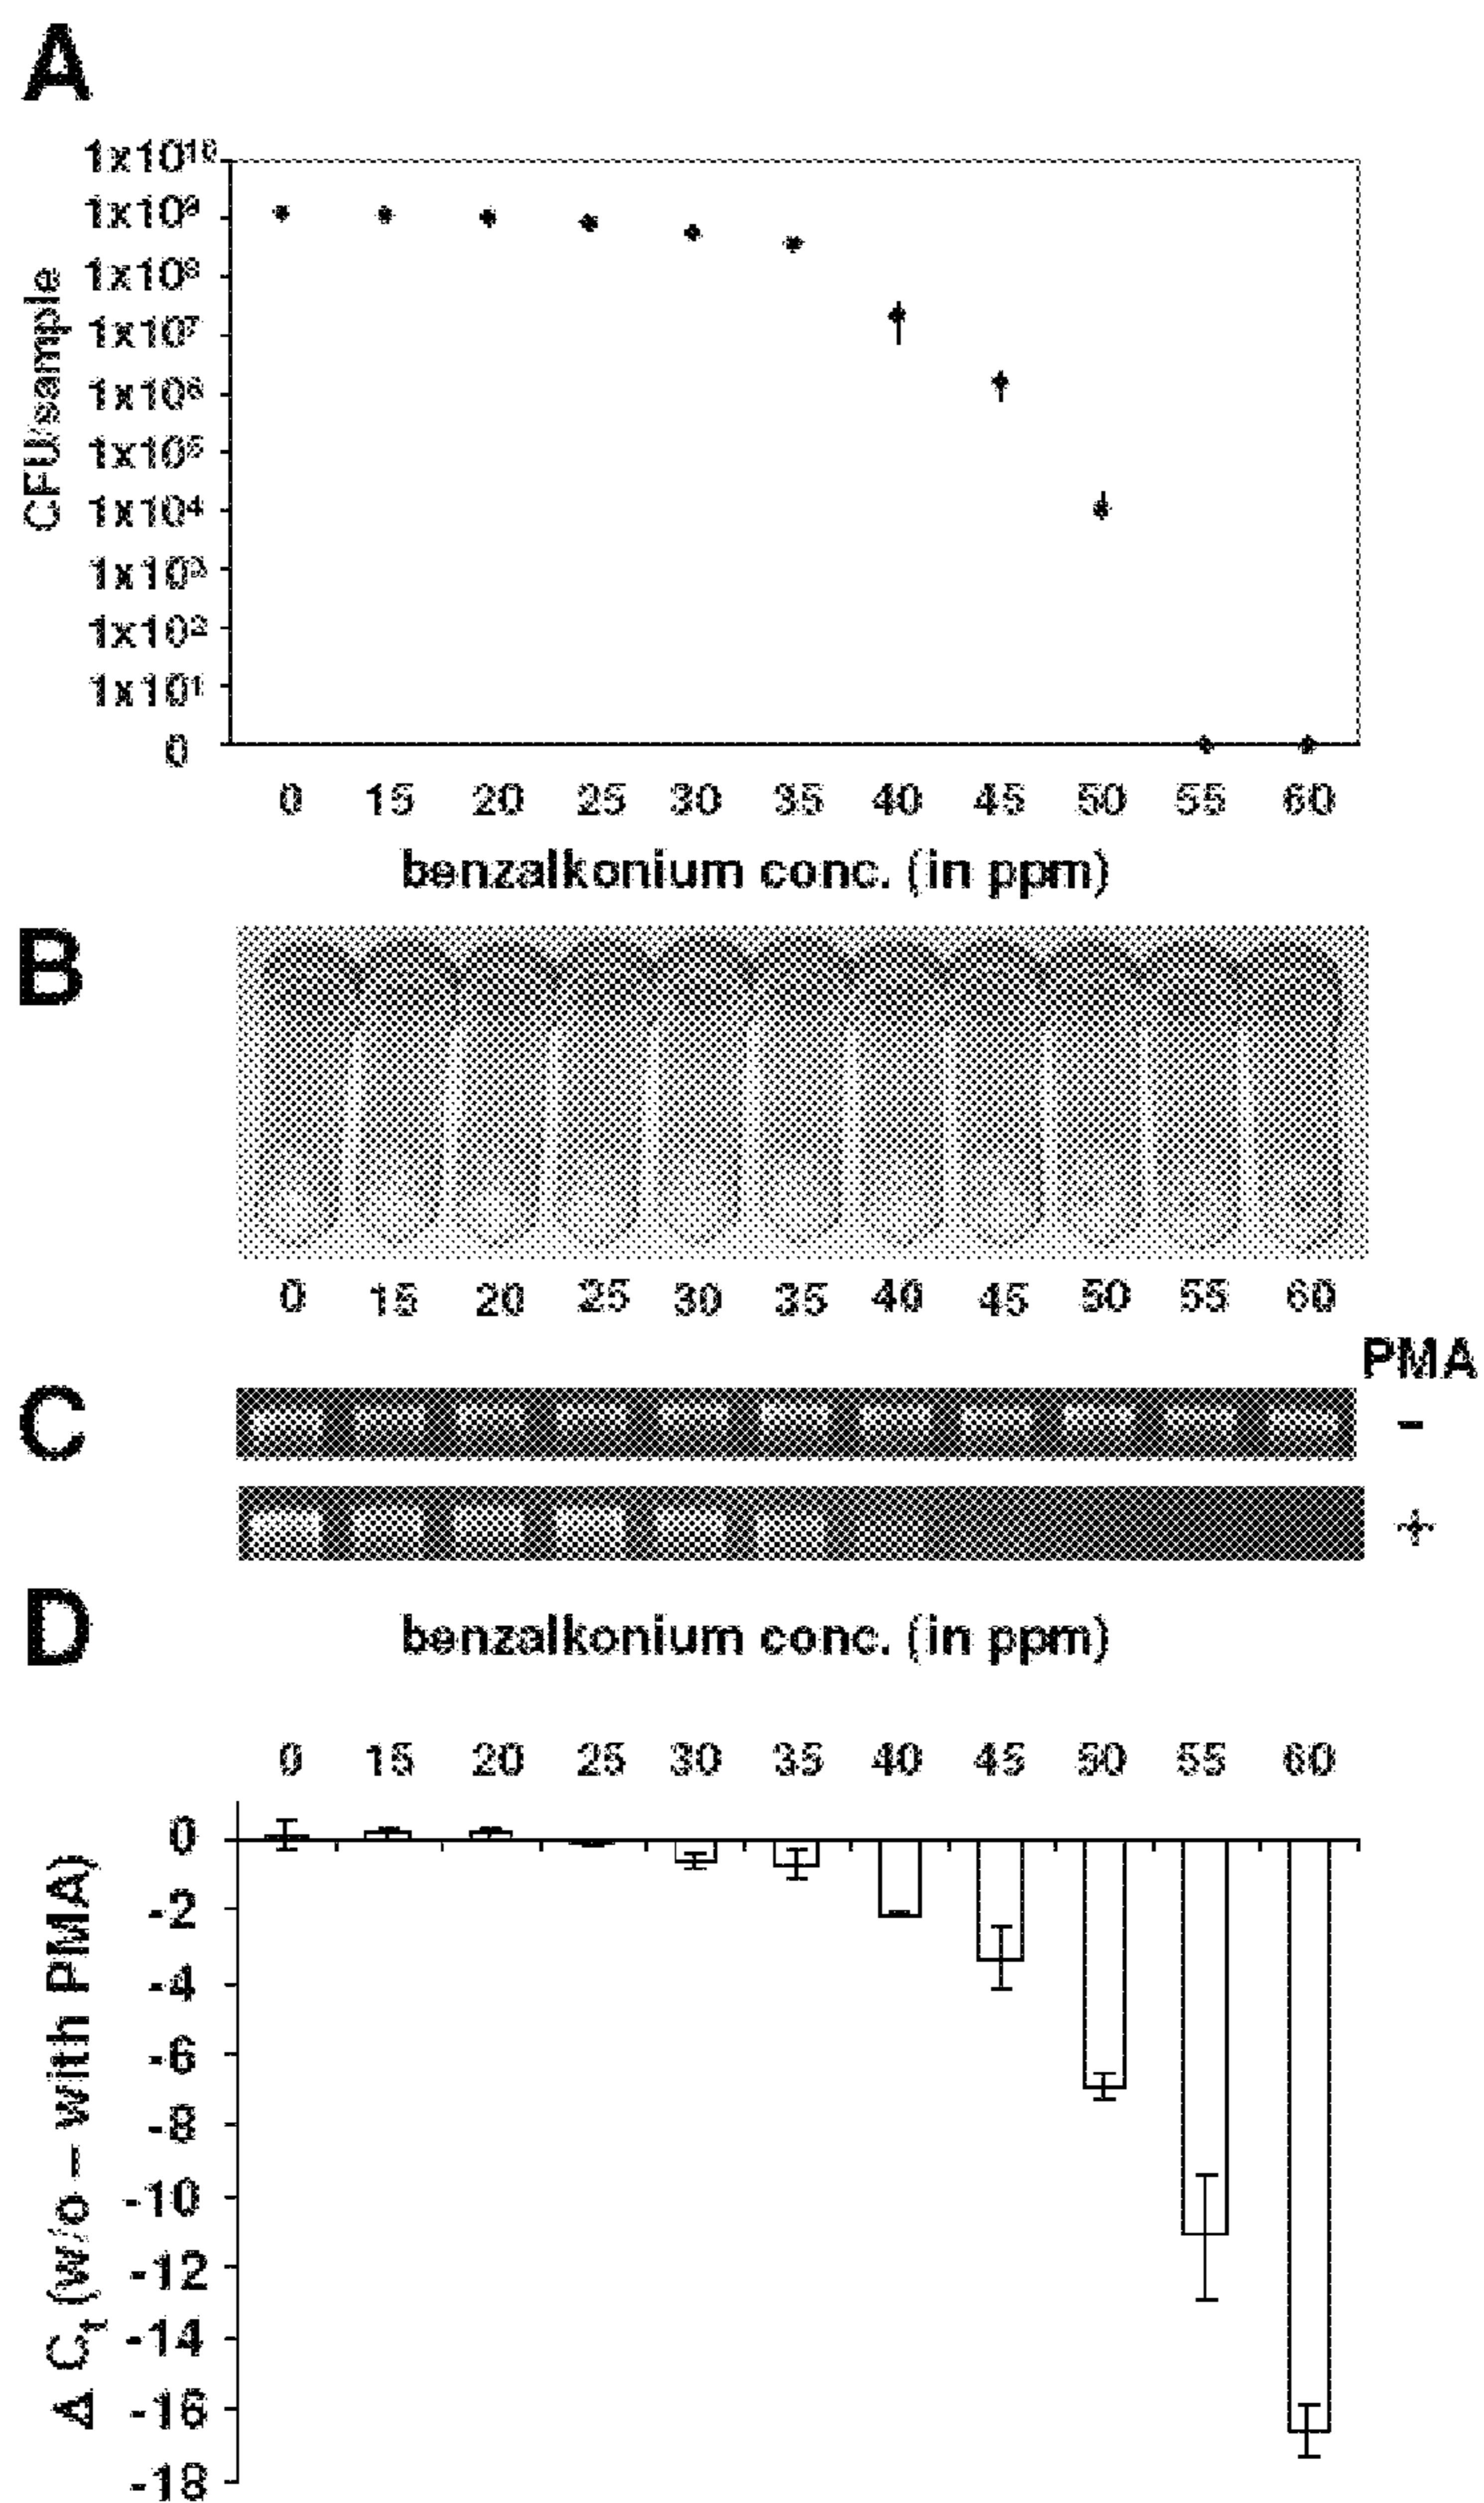 A
1x10¹⁰
1x10⁹
1x10⁸
1x10⁷
1x10⁶
1x10⁵
1x10⁴
1x10³
1x10²
1x10¹
0
CFU/sample
0 15 20 25 30 35 40 45 50 55 60
benzalkonium conc. (in ppm)
B
0 15 20 25 30 35 40 45 50 55 60
PMA
C
-
+
D
benzalkonium conc. (in ppm)
0 15 20 25 30 35 40 45 50 55 60
0
-2
-4
-6
-8
-10
-12
-14
-16
-18
Δ Cₜ (w/o – with PMA)